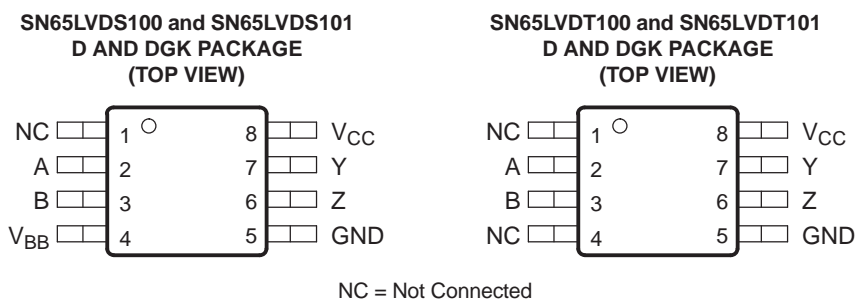 SN65LVDS100 and SN65LVDS101
D AND DGK PACKAGE
(TOP VIEW)
NC 1 8 VCC
A 2 7 Y
B 3 6 Z
VBB 4 5 GND
SN65LVDT100 and SN65LVDT101
D AND DGK PACKAGE
(TOP VIEW)
NC 1 8 VCC
A 2 7 Y
B 3 6 Z
NC 4 5 GND
NC = Not Connected